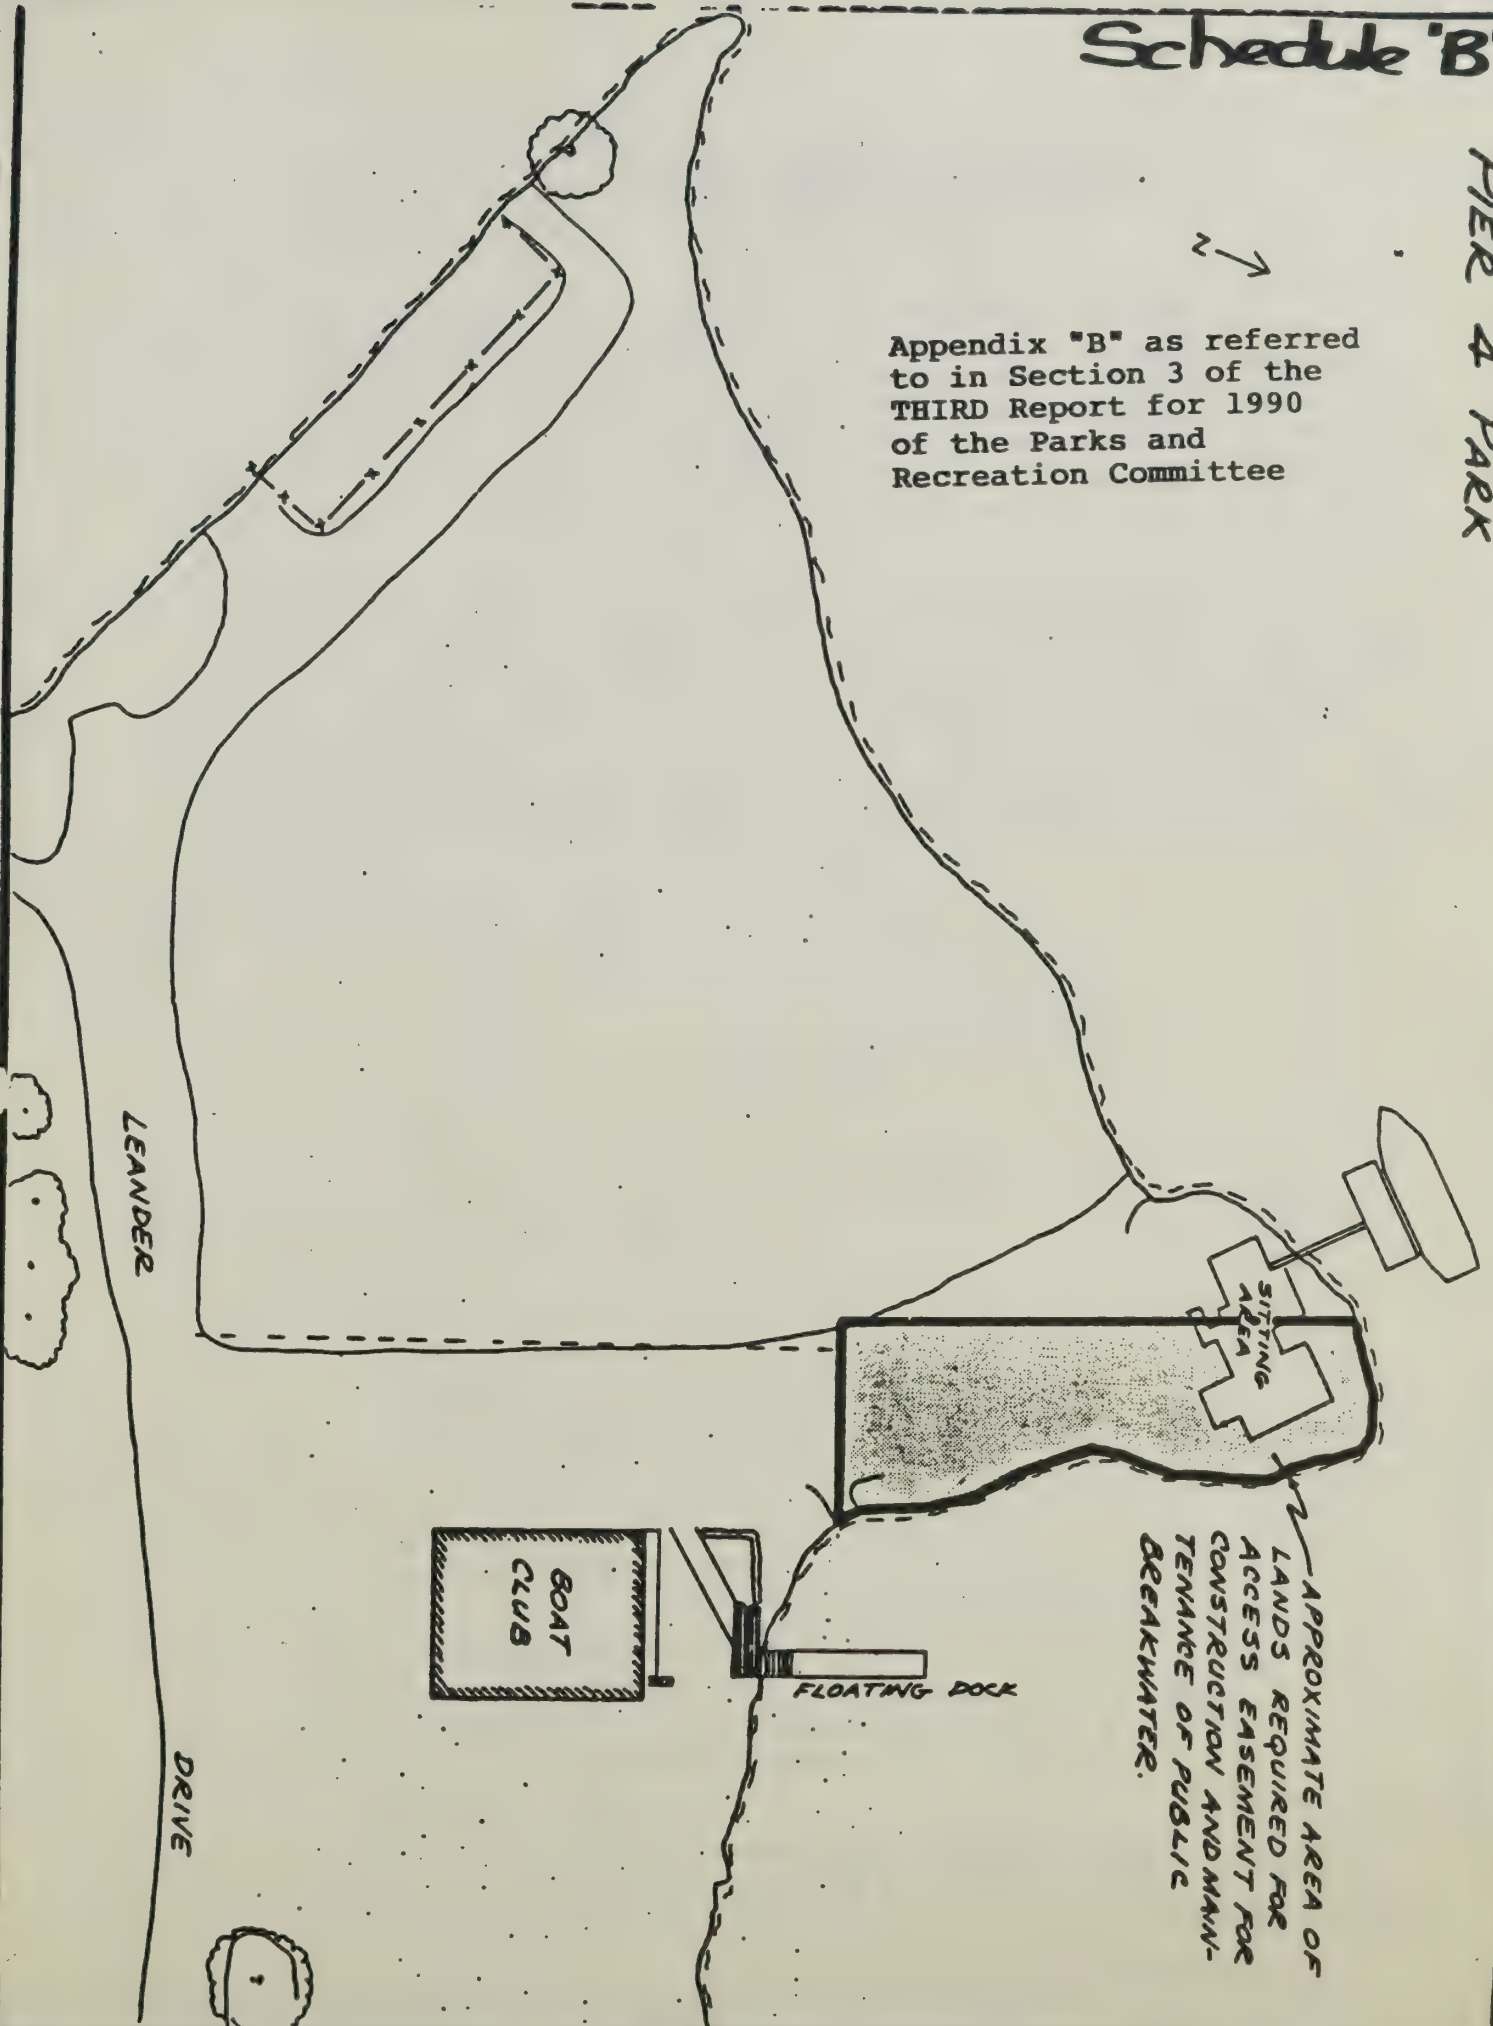 Schedule "B"
PIER 4 PARK
N
Appendix "B" as referred
to in Section 3 of the
THIRD Report for 1990
of the Parks and
Recreation Committee
SITTING
AREA
APPROXIMATE AREA OF
LANDS REQUIRED FOR
ACCESS EASEMENT FOR
CONSTRUCTION AND MAIN-
TENANCE OF PUBLIC
BREAKWATER.
LEANDER
DRIVE
BOAT
CLUB
FLOATING DOCK